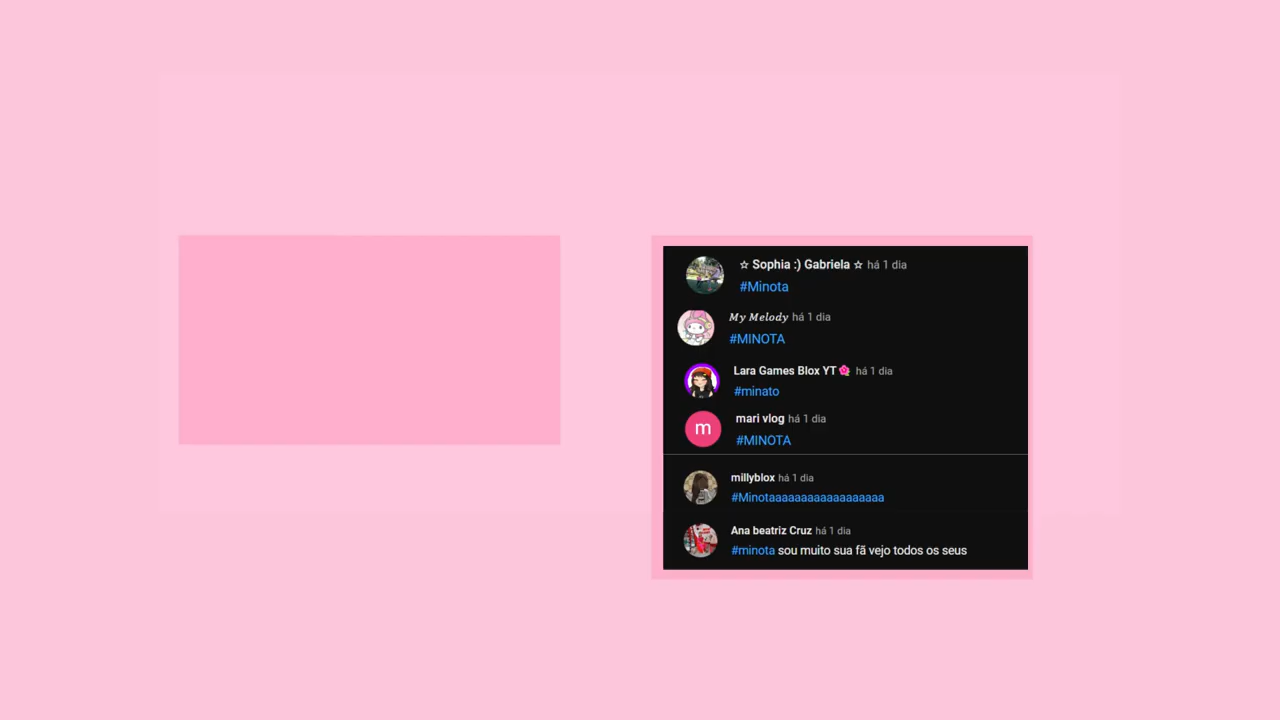 ☆ Sophia :) Gabriela ☆ há 1 dia
#Minota
My Melody há 1 dia
#MINOTA
Lara Games Blox YT🌺 há 1 dia
#minato
m
mari vlog há 1 dia
#MINOTA
millyblox há 1 dia
#Minotaaaaaaaaaaaaaaaaaa
Ana beatriz Cruz há 1 dia
#minota sou muito sua fã vejo todos os seus